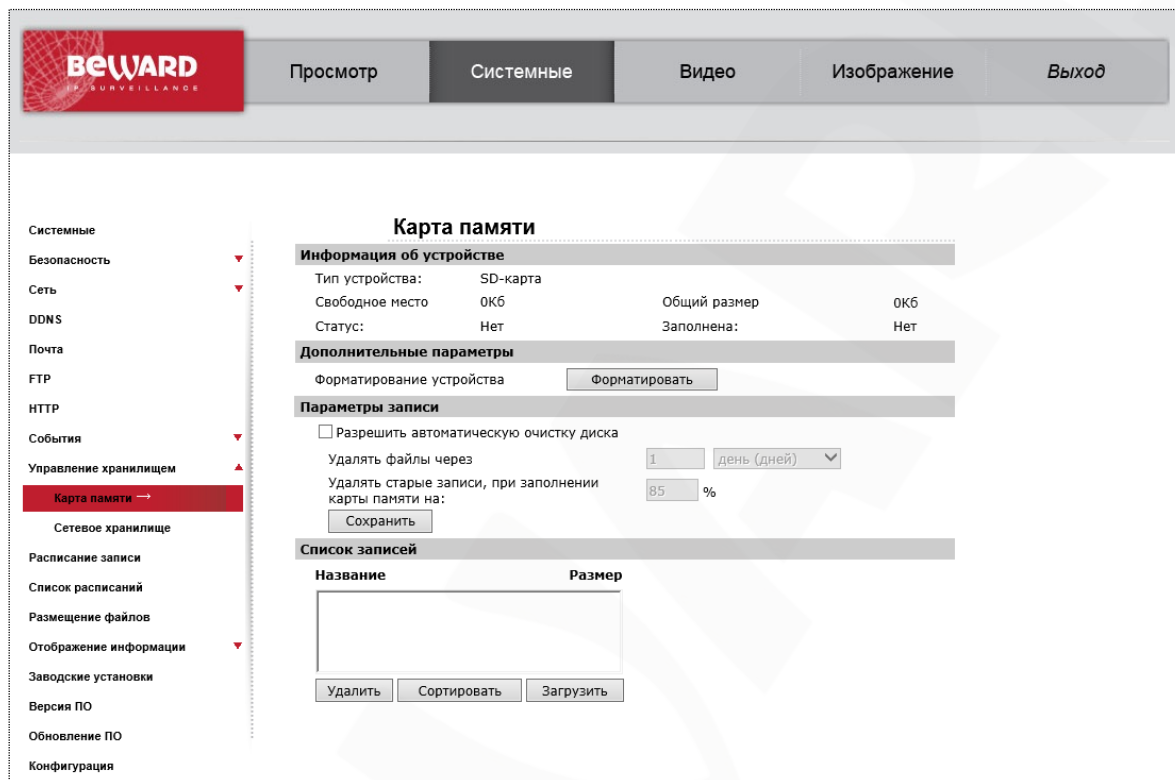 BEWARD
IP SURVEILLANCE
Просмотр
Системные
Видео
Изображение
Выход
Системные
Безопасность
Сеть
DDNS
Почта
FTP
HTTP
События
Управление хранилищем
Карта памяти →
Сетевое хранилище
Расписание записи
Список расписаний
Размещение файлов
Отображение информации
Заводские установки
Версия ПО
Обновление ПО
Конфигурация
Карта памяти
Информация об устройстве
Тип устройства: SD-карта
Свободное место 0Кб Общий размер 0Кб
Статус: Нет Заполнена: Нет
Дополнительные параметры
Форматирование устройства Форматировать
Параметры записи
Разрешить автоматическую очистку диска
Удалять файлы через 1 день (дней)
Удалять старые записи, при заполнении
карты памяти на: 85 %
Сохранить
Список записей
Название Размер
Удалить Сортировать Загрузить